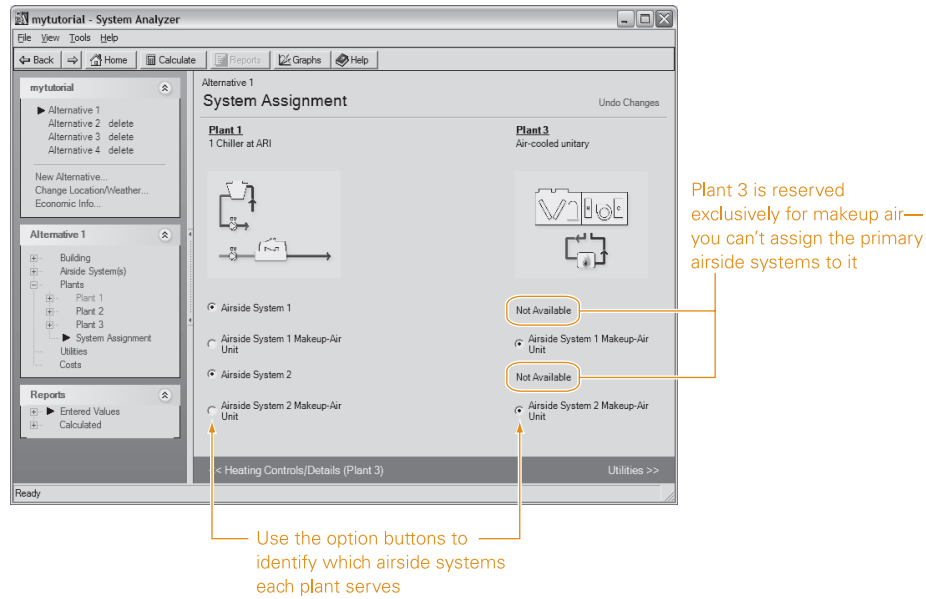 mytutorial - System Analyzer
File View Tools Help
Back Home Calculate Reports Graphs Help
mytutorial
Alternative 1
Alternative 2 delete
Alternative 3 delete
Alternative 4 delete
New Alternative...
Change Location/Weather...
Economic Info...
Alternative 1
Building
Airside System(s)
Plants
Plant 1
Plant 2
Plant 3
System Assignment
Utilities
Costs
Reports
Entered Values
Calculated
Alternative 1
System Assignment
Undo Changes
Plant 1
1 Chiller at ARI
Plant 3
Air-cooled unitary
Airside System 1
Not Available
Airside System 1 Makeup-Air
Unit
Airside System 1 Makeup-Air
Unit
Airside System 2
Not Available
Airside System 2 Makeup-Air
Unit
Airside System 2 Makeup-Air
Unit
<< Heating Controls/Details (Plant 3)
Utilities >>
Ready
Plant 3 is reserved
exclusively for makeup air—
you can't assign the primary
airside systems to it
Use the option buttons to
identify which airside systems
each plant serves